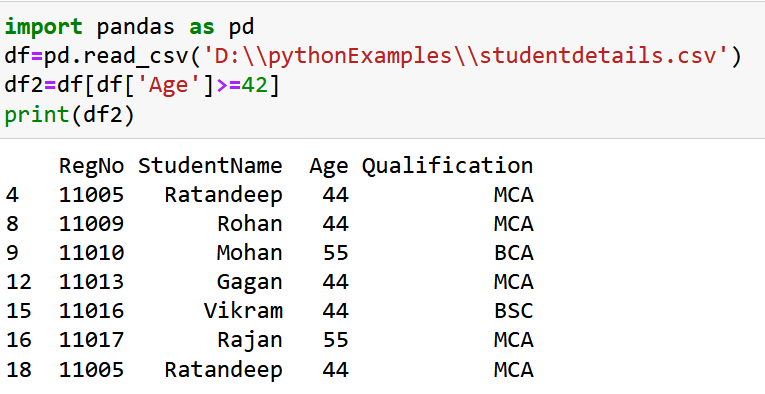 import pandas as pd
df=pd.read_csv('D:\\pythonExamples\\studentdetails.csv')
df2=df[df['Age']>=42]
print(df2)
RegNo StudentName Age Qualification
4 11005 Ratandeep 44 MCA
8 11009 Rohan 44 MCA
9 11010 Mohan 55 BCA
12 11013 Gagan 44 MCA
15 11016 Vikram 44 BSC
16 11017 Rajan 55 MCA
18 11005 Ratandeep 44 MCA